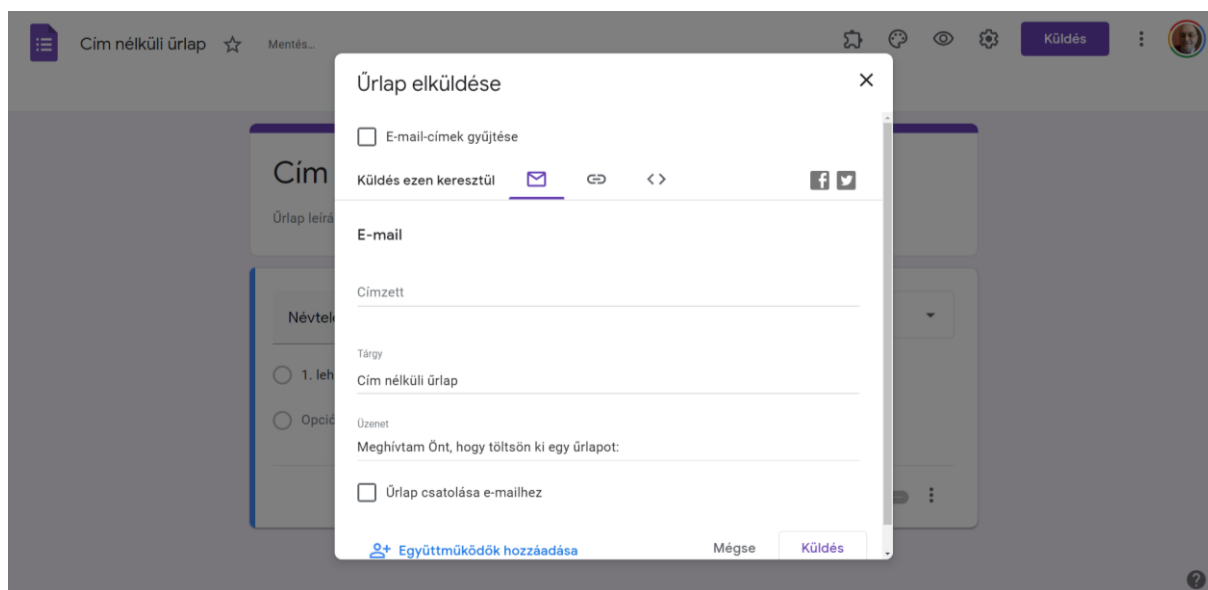 Cím nélküli űrlap Mentés... Küldés
Űrlap elküldése
E-mail-címek gyűjtése
Cím
Küldés ezen keresztül
Űrlap leírá
E-mail
Címzett
Névtele
Tárgy
1. leh
Cím nélküli űrlap
Opció
Üzenet
Meghívtam Önt, hogy töltsön ki egy űrlapot:
Űrlap csatolása e-mailhez
Együttműködők hozzáadása Mégse Küldés